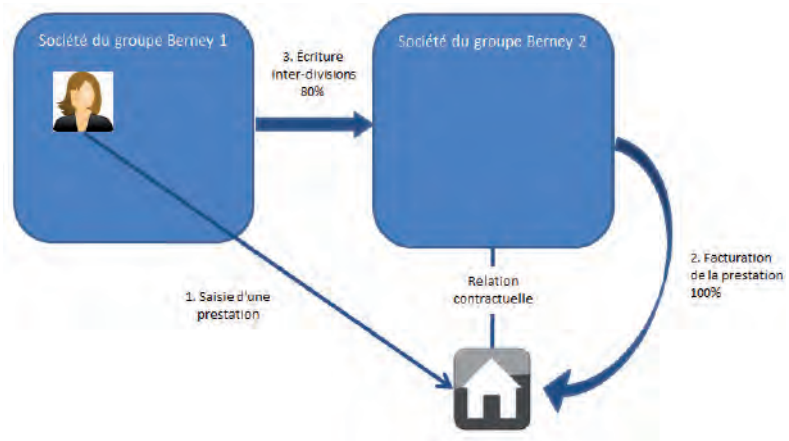 Société du groupe Berney 1
Société du groupe Berney 2
3. Écriture
inter-divisions
80%
2. Facturation
de la prestation
100%
Relation
contractuelle
1. Saisie d'une
prestation